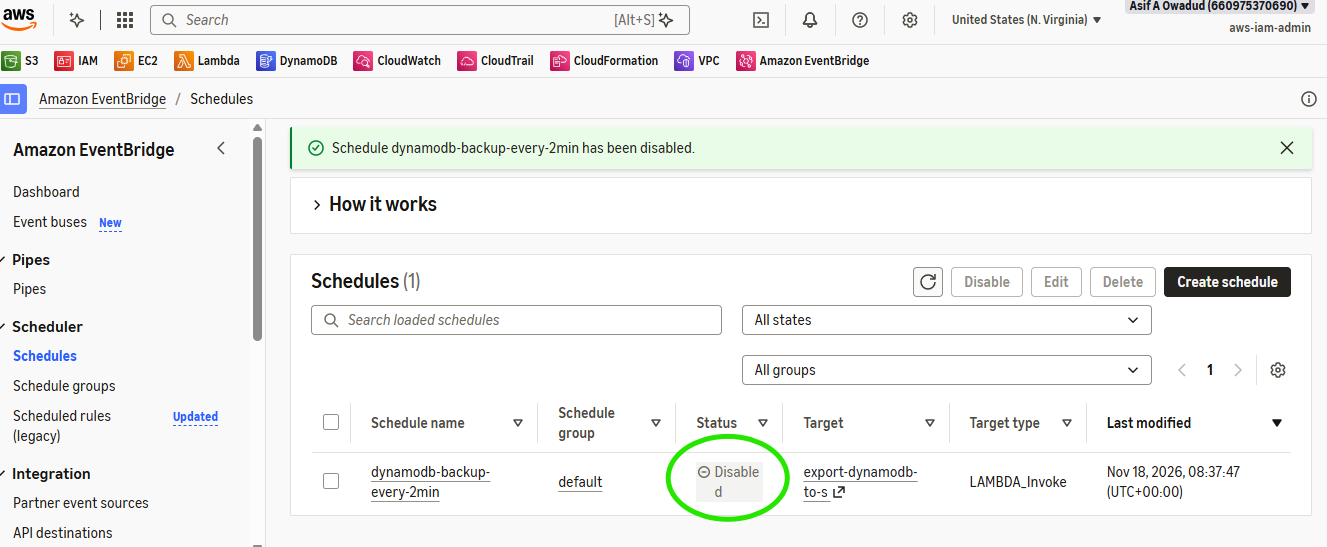 aws
Search
[Alt+S]
United States (N. Virginia)
Asif A Owadud (660975370690)
aws-iam-admin
S3
IAM
EC2
Lambda
DynamoDB
CloudWatch
CloudTrail
CloudFormation
VPC
Amazon EventBridge
Amazon EventBridge / Schedules
Amazon EventBridge
Dashboard
Event buses New
Pipes
Pipes
Scheduler
Schedules
Schedule groups
Scheduled rules
(legacy)
Updated
Integration
Partner event sources
API destinations
Schedule dynamodb-backup-every-2min has been disabled.
How it works
Schedules (1)
Disable
Edit
Delete
Create schedule
Search loaded schedules
All states
All groups
1
Schedule name
Schedule
group
Status
Target
Target type
Last modified
dynamodb-backup-
every-2min
default
Disable
d
export-dynamodb-
to-s
LAMBDA_Invoke
Nov 18, 2026, 08:37:47
(UTC+00:00)